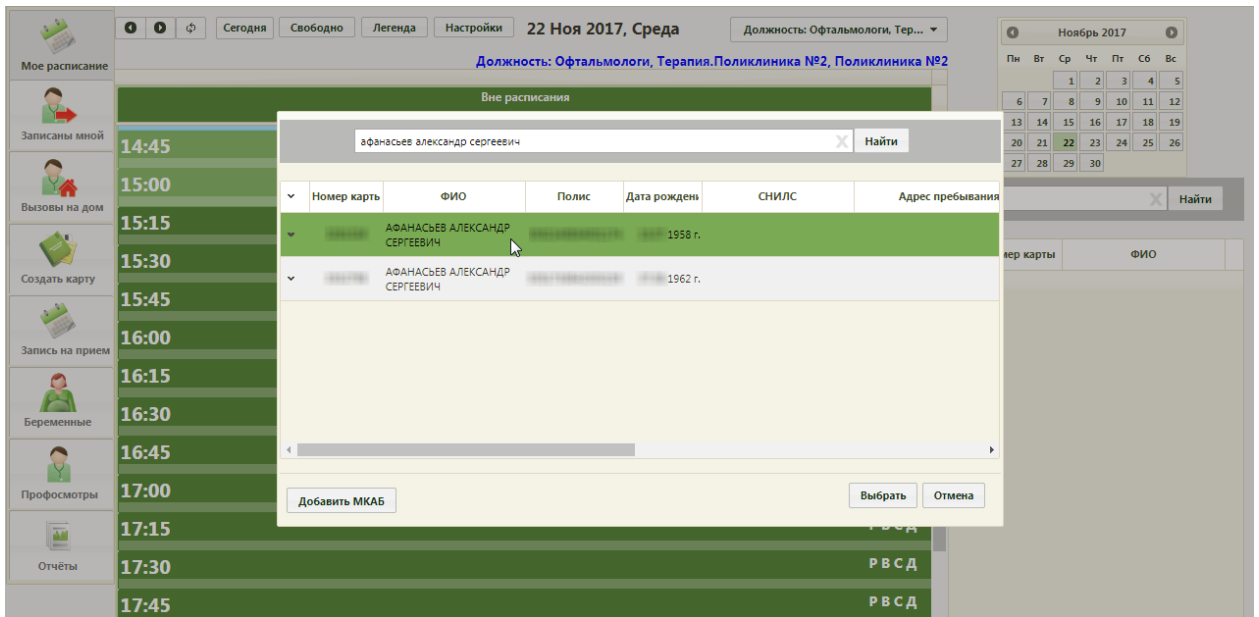 Мое расписание
Записаны мной
Вызовы на дом
Создать карту
Запись на прием
Беременные
Профосмотры
Отчёты
Сегодня Свободно Легенда Настройки 22 Ноя 2017, Среда Должность: Офтальмологи, Тер...
Должность: Офтальмологи, Терапия.Поликлиника №2, Поликлиника №2
Вне расписания
14:45
15:00
15:15
15:30
15:45
16:00
16:15
16:30
16:45
17:00
17:15
17:30 Р В С Д
17:45 Р В С Д
афанасьев александр сергеевич X Найти
Номер карть ФИО Полис Дата рождени СНИЛС Адрес пребывания
АФАНАСЬЕВ АЛЕКСАНДР
СЕРГЕЕВИЧ
1958 г.
АФАНАСЬЕВ АЛЕКСАНДР
СЕРГЕЕВИЧ
1962 г.
Добавить МКАБ Выбрать Отмена
Ноябрь 2017
Пн Вт Ср Чт Пт Сб Вс
1 2 3 4 5
6 7 8 9 10 11 12
13 14 15 16 17 18 19
20 21 22 23 24 25 26
27 28 29 30
X Найти
мер карты ФИО